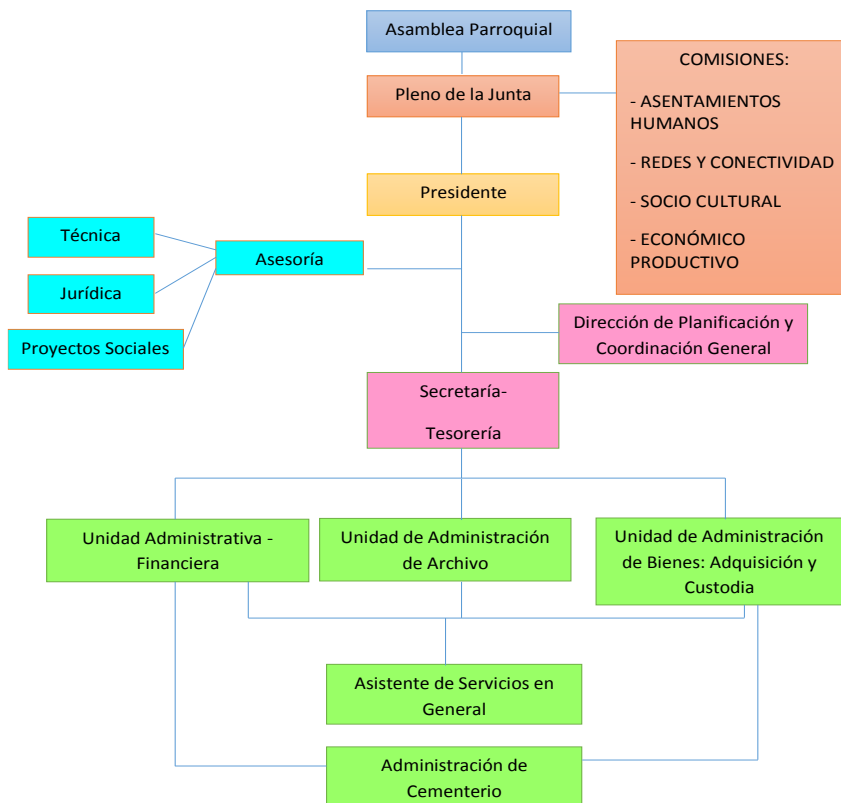 Asamblea Parroquial
Pleno de la Junta
COMISIONES:
- ASENTAMIENTOS
HUMANOS
- REDES Y CONECTIVIDAD
- SOCIO CULTURAL
- ECONÓMICO
PRODUCTIVO
Presidente
Técnica
Asesoría
Jurídica
Proyectos Sociales
Dirección de Planificación y
Coordinación General
Secretaría-
Tesorería
Unidad Administrativa -
Financiera
Unidad de Administración
de Archivo
Unidad de Administración
de Bienes: Adquisición y
Custodia
Asistente de Servicios en
General
Administración de
Cementerio